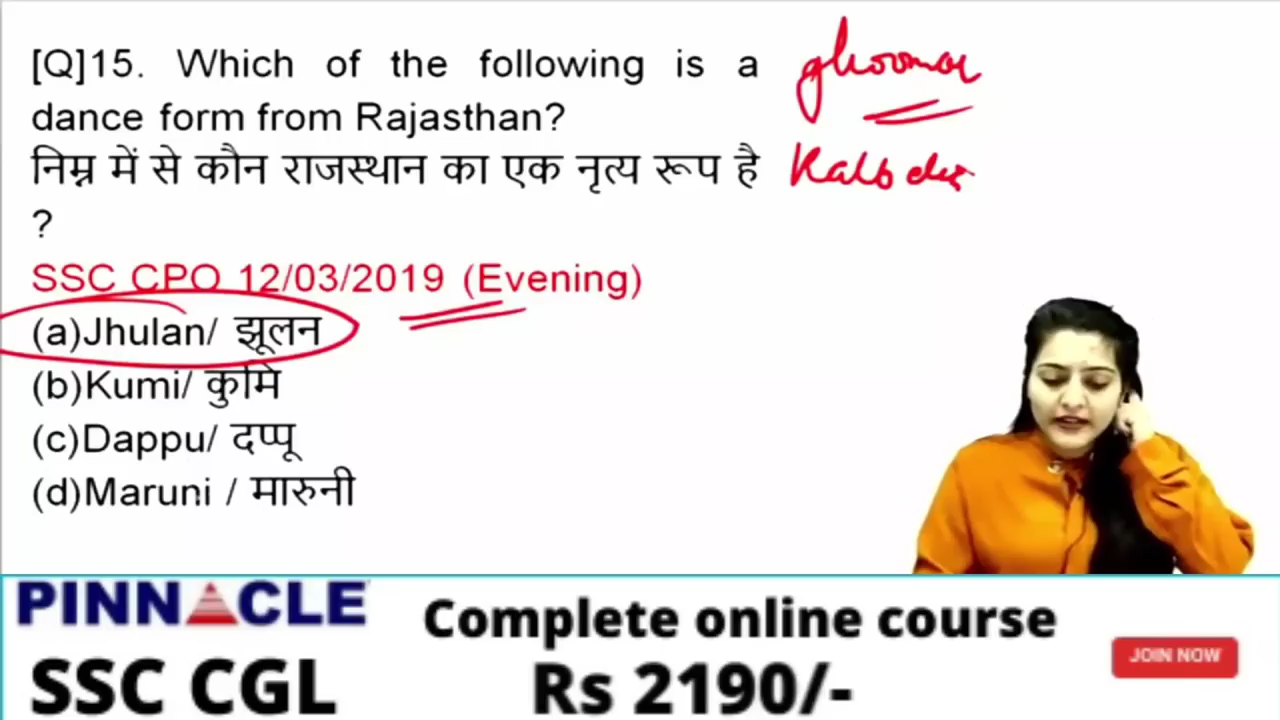 [Q]15. Which of the following is a
dance form from Rajasthan?
निम्न में से कौन राजस्थान का एक नृत्य रूप है
?
SSC CPO 12/03/2019 (Evening)
(a)Jhulan/ झूलन
(b)Kumi/ कुमि
(c)Dappu/ दप्पू
(d)Maruni / मारुनी
ghoomar
PINNACLE
SSC CGL
Complete online course
Rs 2190/-
JOIN NOW